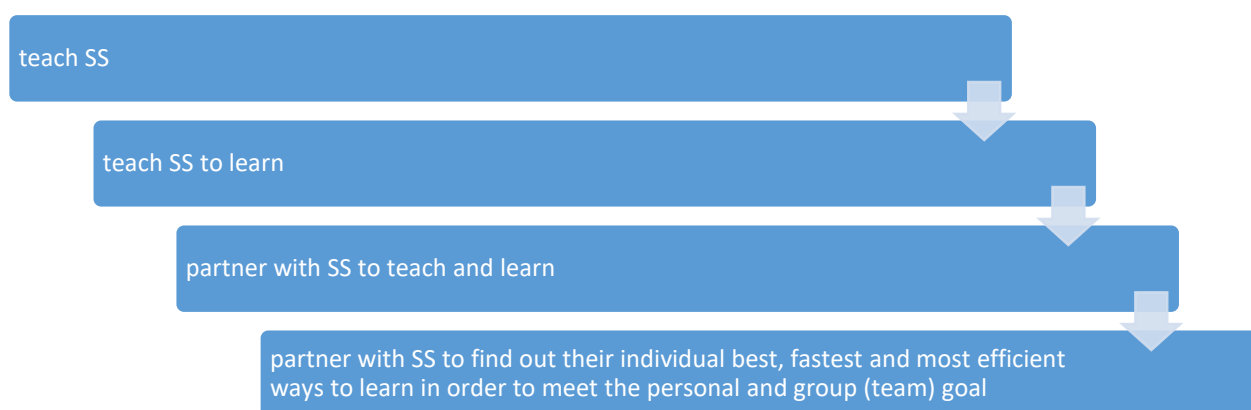 teach SS
teach SS to learn
partner with SS to teach and learn
partner with SS to find out their individual best, fastest and most efficient
ways to learn in order to meet the personal and group (team) goal